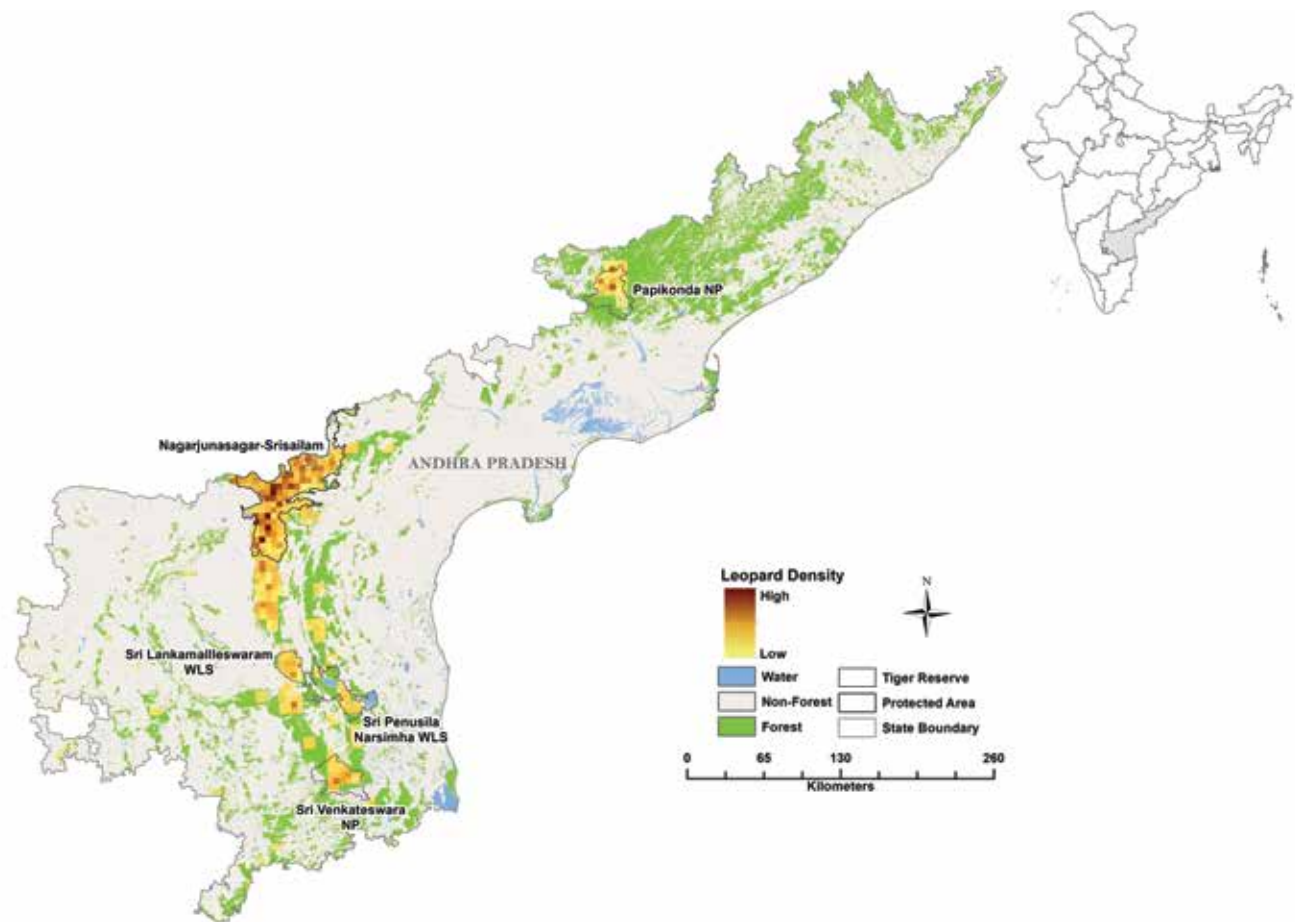 Papikonda NP
Nagarjunasagar-Srisailam
ANDHRA PRADESH
Sri Lankamallleswaram
WLS
Sri Penusila
Narsimha WLS
Sri Venkateswara
NP
Leopard Density
High
Low
N
Water
Non-Forest
Forest
Tiger Reserve
Protected Area
State Boundary
0 65 130 260
Kilometers